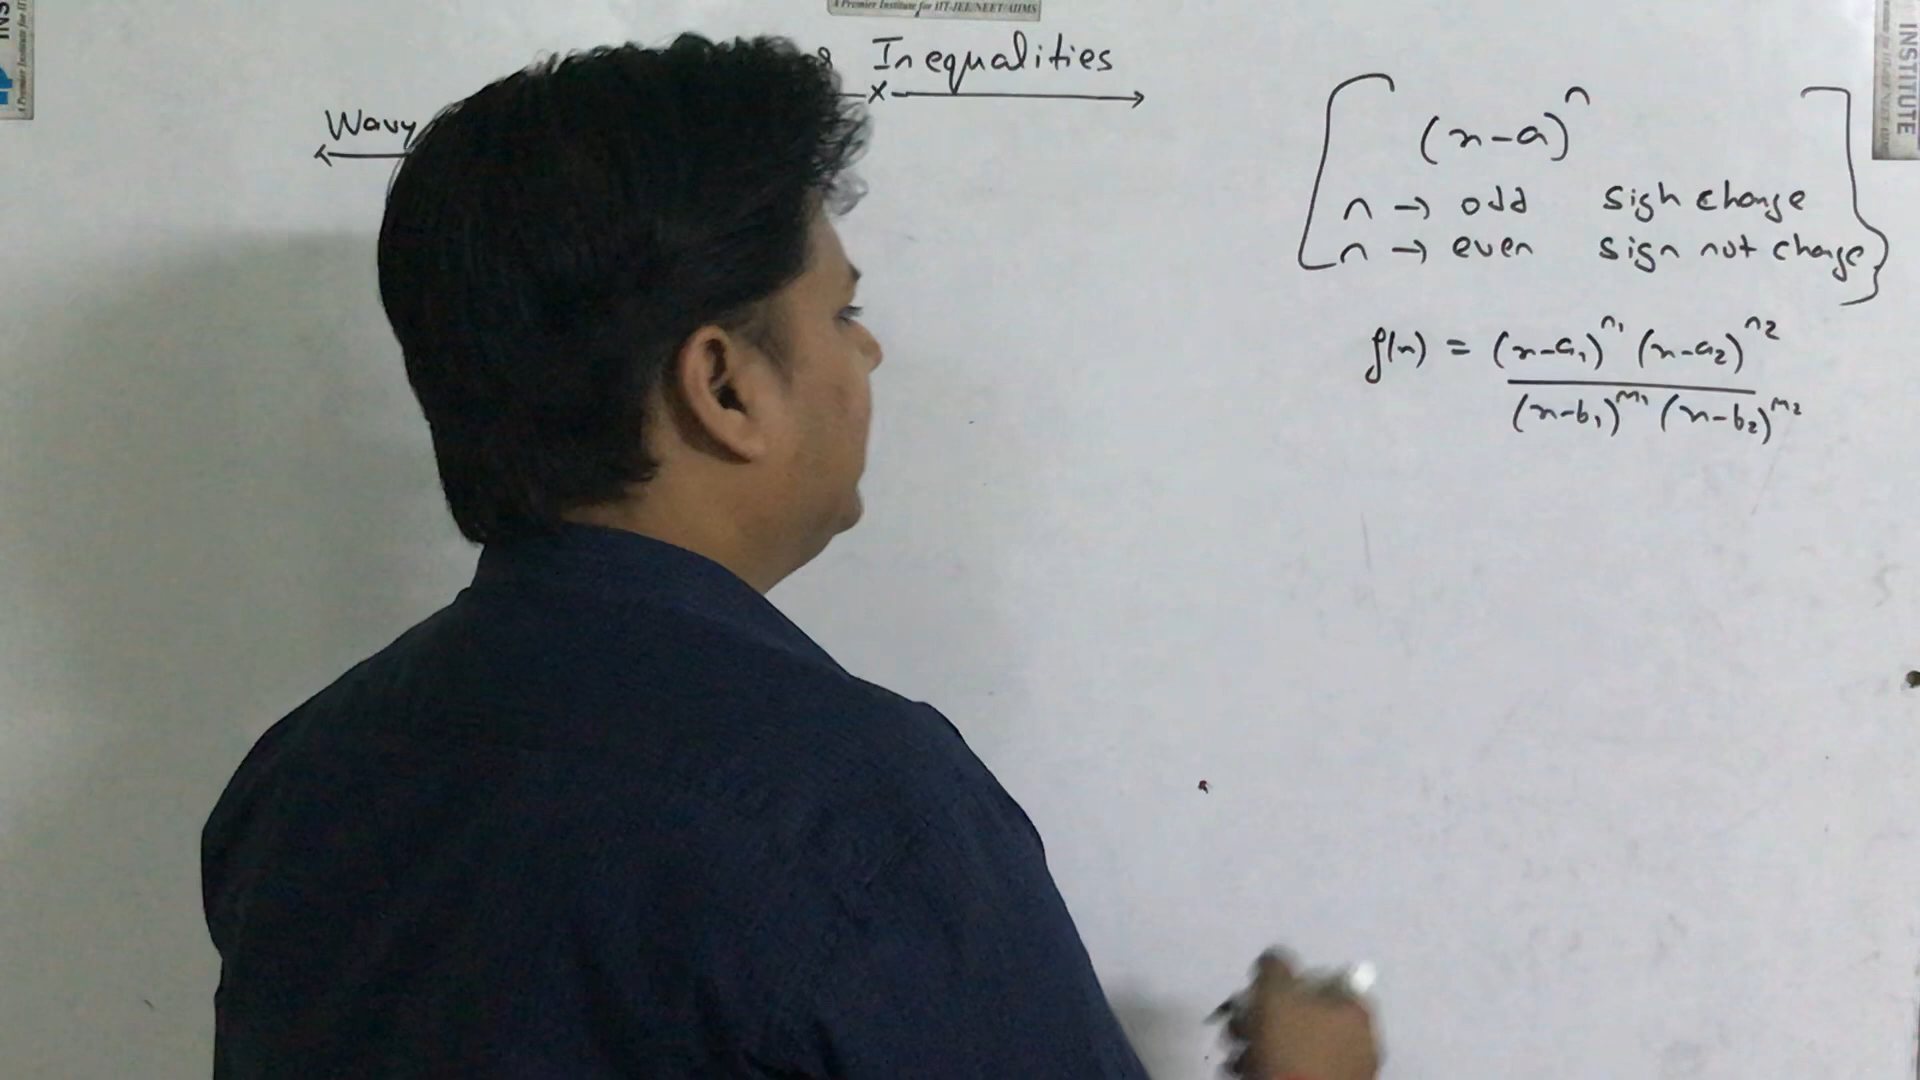 A Premier Institute for IIT-JEE/NEET/AIIMS
Inequalities
Wavy
INSTITUTE
(x-a)^n
n → odd sigh change
n → even sign not change
f(x) = (x-a₁)^n₁ (x-a₂)^n₂
(x-b₁)^m₁ (x-b₂)^m₂